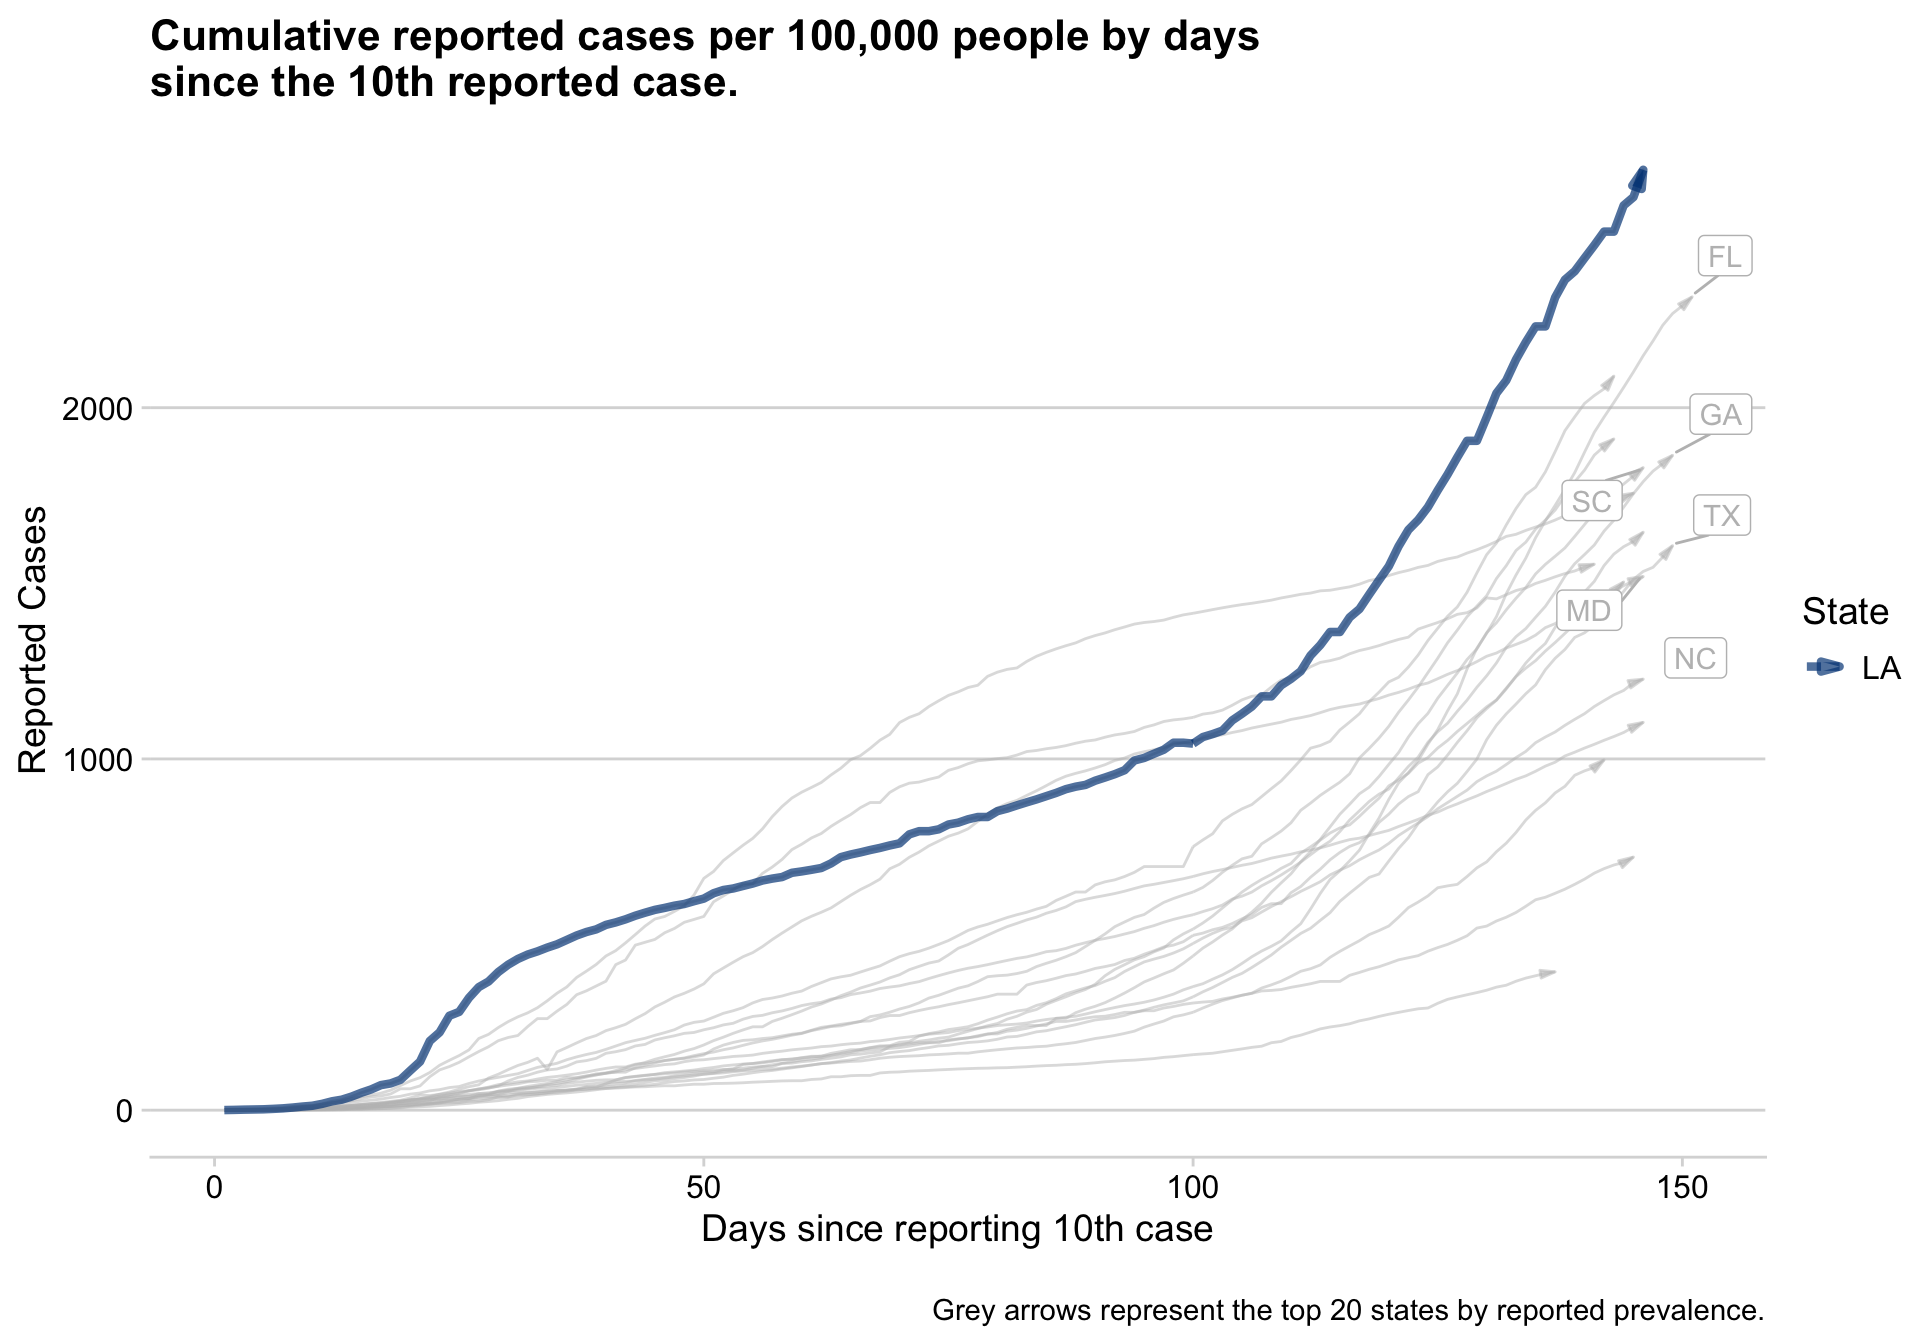 Cumulative reported cases per 100,000 people by days
since the 10th reported case.
FL
2000
GA
SC
TX
Reported Cases
State
MD
NC
LA
1000
0
0 50 100 150
Days since reporting 10th case
Grey arrows represent the top 20 states by reported prevalence.